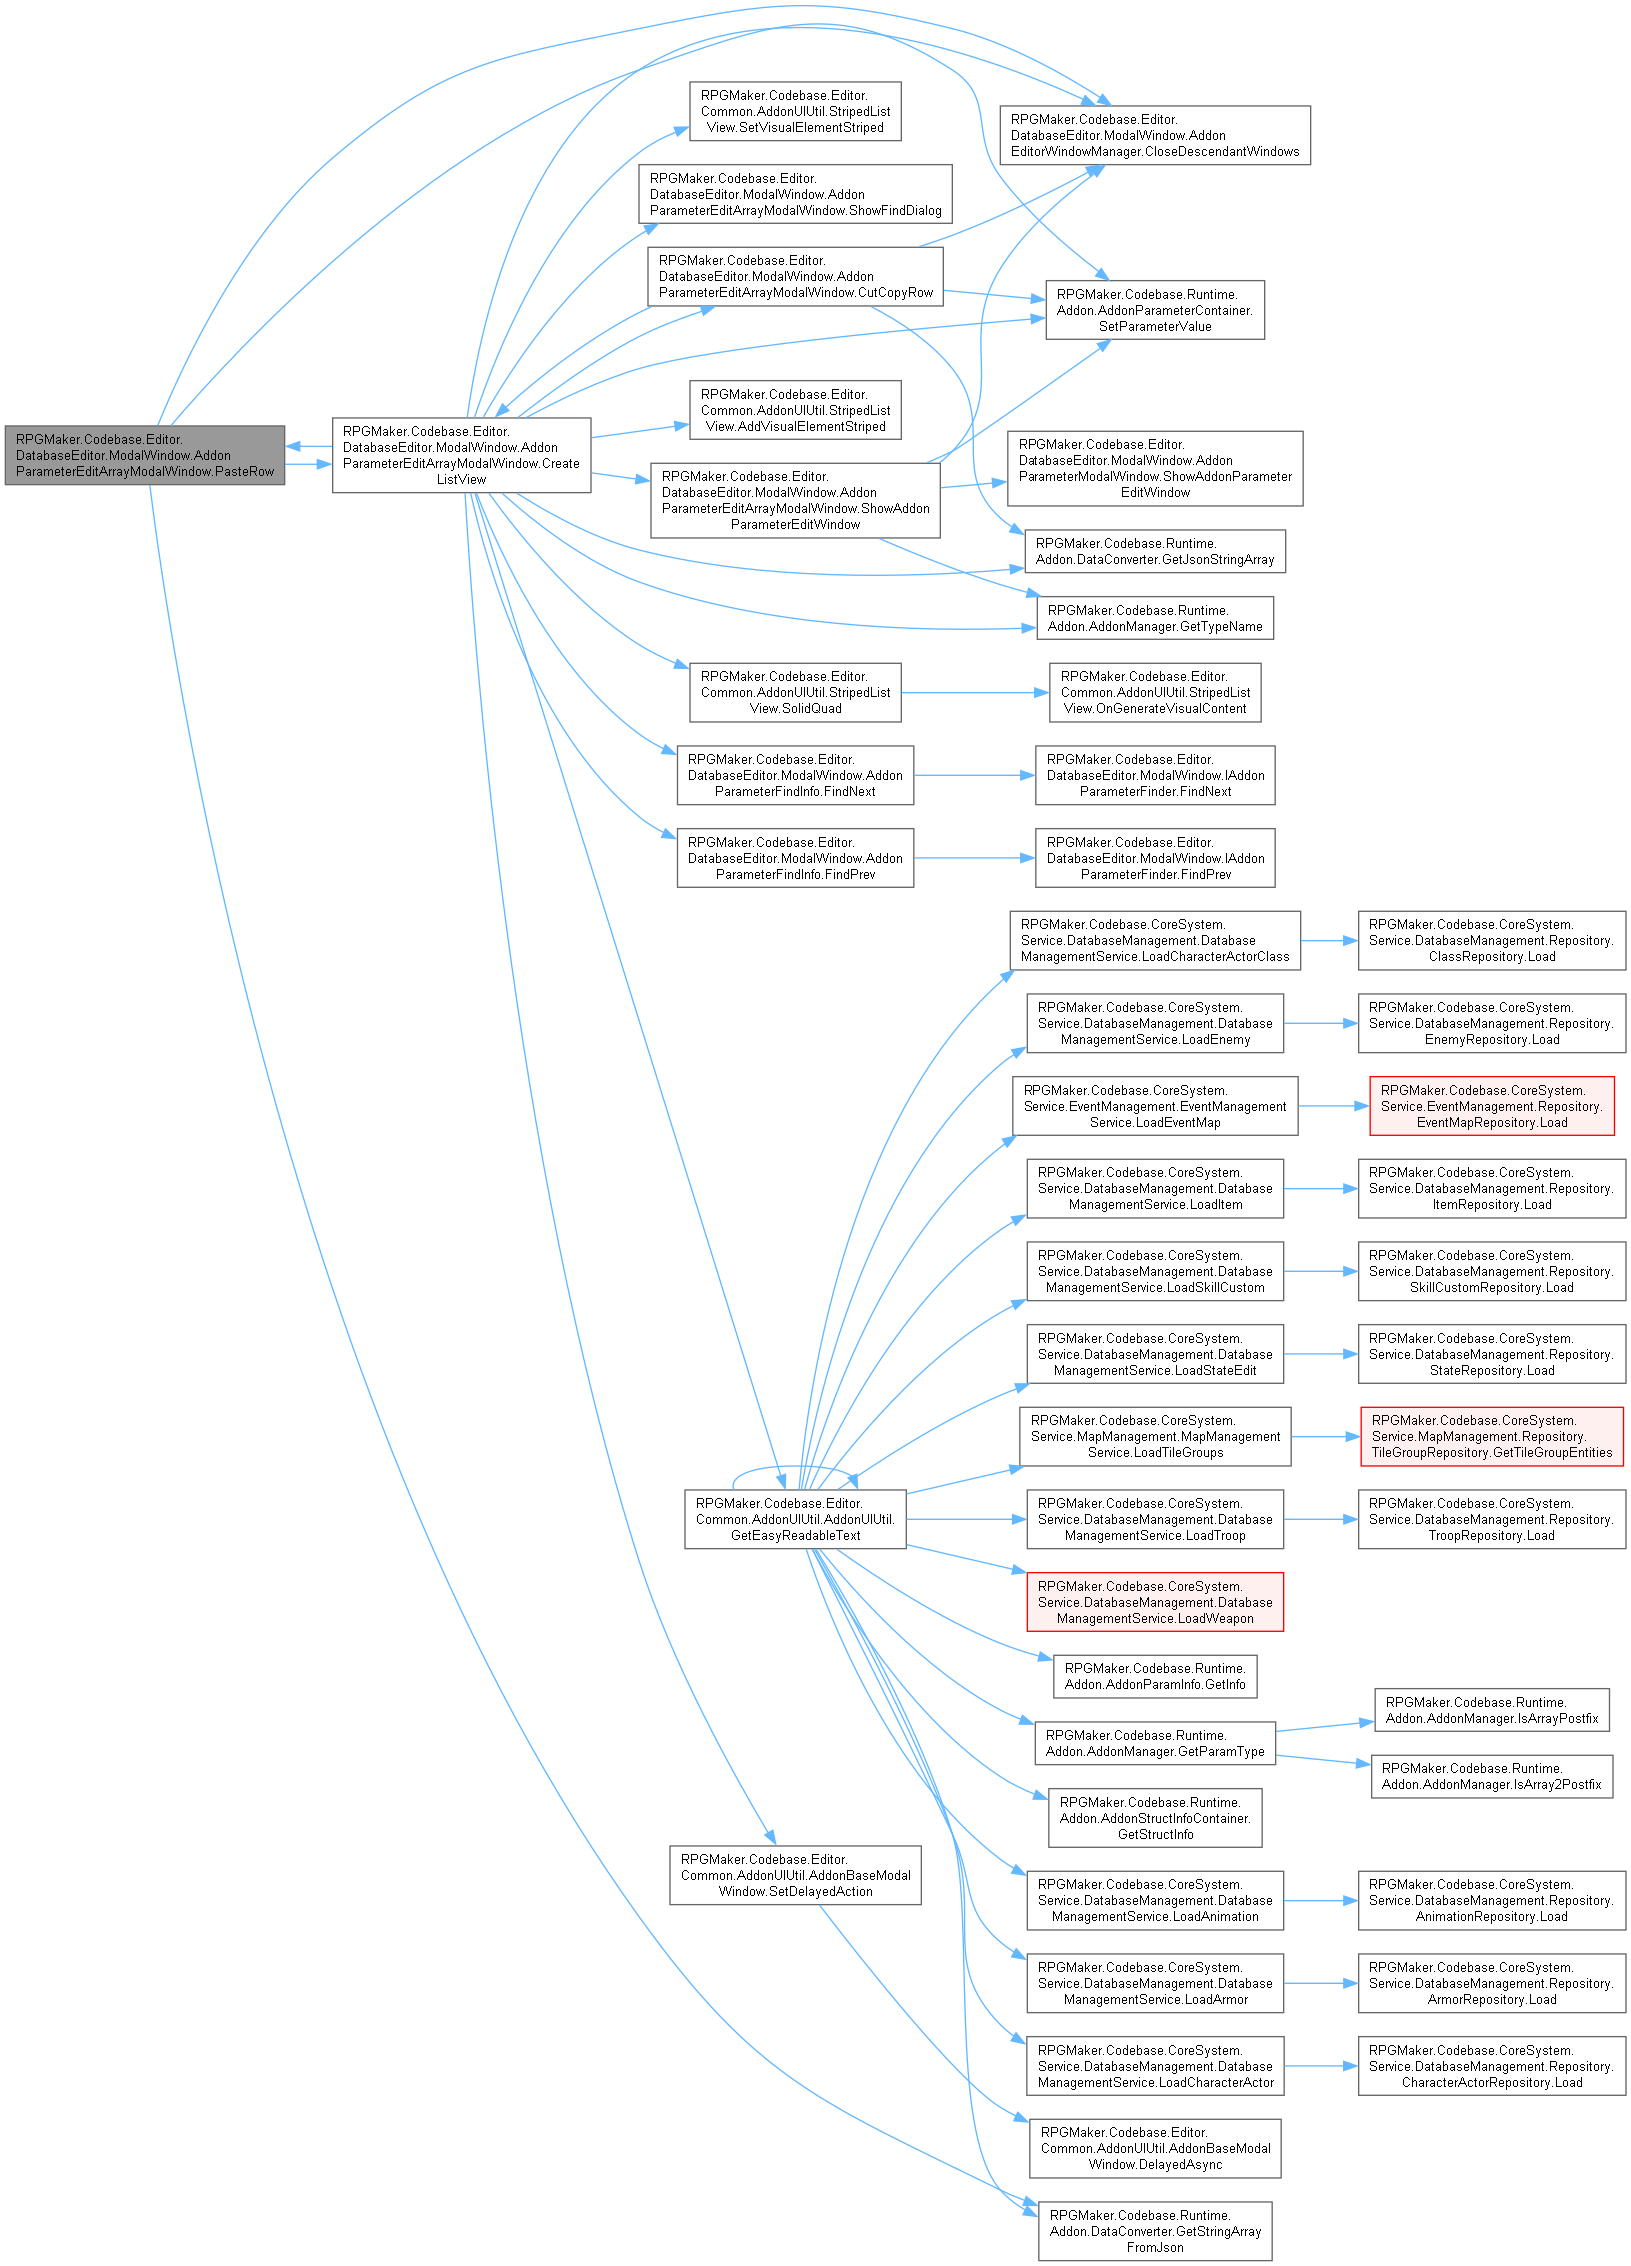 RPGMaker.Codebase.Editor.
DatabaseEditor.ModalWindow.Addon
ParameterEditArrayModalWindow.PasteRow
RPGMaker.Codebase.Editor.
DatabaseEditor.ModalWindow.Addon
ParameterEditArrayModalWindow.Create
ListView
RPGMaker.Codebase.Editor.
Common.AddonUIUtil.StripedList
View.SetVisualElementStriped
RPGMaker.Codebase.Editor.
DatabaseEditor.ModalWindow.Addon
ParameterEditArrayModalWindow.ShowFindDialog
RPGMaker.Codebase.Editor.
DatabaseEditor.ModalWindow.Addon
ParameterEditArrayModalWindow.CutCopyRow
RPGMaker.Codebase.Editor.
Common.AddonUIUtil.StripedList
View.AddVisualElementStriped
RPGMaker.Codebase.Editor.
DatabaseEditor.ModalWindow.Addon
ParameterEditArrayModalWindow.ShowAddon
ParameterEditWindow
RPGMaker.Codebase.Editor.
Common.AddonUIUtil.StripedList
View.SolidQuad
RPGMaker.Codebase.Editor.
DatabaseEditor.ModalWindow.Addon
ParameterFindInfo.FindNext
RPGMaker.Codebase.Editor.
DatabaseEditor.ModalWindow.Addon
ParameterFindInfo.FindPrev
RPGMaker.Codebase.Editor.
Common.AddonUIUtil.AddonUIUtil.
GetEasyReadableText
RPGMaker.Codebase.Editor.
Common.AddonUIUtil.AddonBaseModal
Window.SetDelayedAction
RPGMaker.Codebase.Editor.
DatabaseEditor.ModalWindow.Addon
EditorWindowManager.CloseDescendantWindows
RPGMaker.Codebase.Runtime.
Addon.AddonParameterContainer.
SetParameterValue
RPGMaker.Codebase.Editor.
DatabaseEditor.ModalWindow.Addon
ParameterModalWindow.ShowAddonParameter
EditWindow
RPGMaker.Codebase.Runtime.
Addon.DataConverter.GetJsonStringArray
RPGMaker.Codebase.Runtime.
Addon.AddonManager.GetTypeName
RPGMaker.Codebase.Editor.
Common.AddonUIUtil.StripedList
View.OnGenerateVisualContent
RPGMaker.Codebase.Editor.
DatabaseEditor.ModalWindow.IAddon
ParameterFinder.FindNext
RPGMaker.Codebase.Editor.
DatabaseEditor.ModalWindow.IAddon
ParameterFinder.FindPrev
RPGMaker.Codebase.CoreSystem.
Service.DatabaseManagement.Database
ManagementService.LoadCharacterActorClass
RPGMaker.Codebase.CoreSystem.
Service.DatabaseManagement.Repository.
ClassRepository.Load
RPGMaker.Codebase.CoreSystem.
Service.DatabaseManagement.Database
ManagementService.LoadEnemy
RPGMaker.Codebase.CoreSystem.
Service.DatabaseManagement.Repository.
EnemyRepository.Load
RPGMaker.Codebase.CoreSystem.
Service.EventManagement.EventManagement
Service.LoadEventMap
RPGMaker.Codebase.CoreSystem.
Service.EventManagement.Repository.
EventMapRepository.Load
RPGMaker.Codebase.CoreSystem.
Service.DatabaseManagement.Database
ManagementService.LoadItem
RPGMaker.Codebase.CoreSystem.
Service.DatabaseManagement.Repository.
ItemRepository.Load
RPGMaker.Codebase.CoreSystem.
Service.DatabaseManagement.Database
ManagementService.LoadSkillCustom
RPGMaker.Codebase.CoreSystem.
Service.DatabaseManagement.Repository.
SkillCustomRepository.Load
RPGMaker.Codebase.CoreSystem.
Service.DatabaseManagement.Database
ManagementService.LoadStateEdit
RPGMaker.Codebase.CoreSystem.
Service.DatabaseManagement.Repository.
StateRepository.Load
RPGMaker.Codebase.CoreSystem.
Service.MapManagement.MapManagement
Service.LoadTileGroups
RPGMaker.Codebase.CoreSystem.
Service.MapManagement.Repository.
TileGroupRepository.GetTileGroupEntities
RPGMaker.Codebase.CoreSystem.
Service.DatabaseManagement.Database
ManagementService.LoadTroop
RPGMaker.Codebase.CoreSystem.
Service.DatabaseManagement.Repository.
TroopRepository.Load
RPGMaker.Codebase.CoreSystem.
Service.DatabaseManagement.Database
ManagementService.LoadWeapon
RPGMaker.Codebase.Runtime.
Addon.AddonParamInfo.GetInfo
RPGMaker.Codebase.Runtime.
Addon.AddonManager.GetParamType
RPGMaker.Codebase.Runtime.
Addon.AddonManager.IsArrayPostfix
RPGMaker.Codebase.Runtime.
Addon.AddonManager.IsArray2Postfix
RPGMaker.Codebase.Runtime.
Addon.AddonStructInfoContainer.
GetStructInfo
RPGMaker.Codebase.CoreSystem.
Service.DatabaseManagement.Database
ManagementService.LoadAnimation
RPGMaker.Codebase.CoreSystem.
Service.DatabaseManagement.Repository.
AnimationRepository.Load
RPGMaker.Codebase.CoreSystem.
Service.DatabaseManagement.Database
ManagementService.LoadArmor
RPGMaker.Codebase.CoreSystem.
Service.DatabaseManagement.Repository.
ArmorRepository.Load
RPGMaker.Codebase.CoreSystem.
Service.DatabaseManagement.Database
ManagementService.LoadCharacterActor
RPGMaker.Codebase.CoreSystem.
Service.DatabaseManagement.Repository.
CharacterActorRepository.Load
RPGMaker.Codebase.Editor.
Common.AddonUIUtil.AddonBaseModal
Window.DelayedAsync
RPGMaker.Codebase.Runtime.
Addon.DataConverter.GetStringArray
FromJson